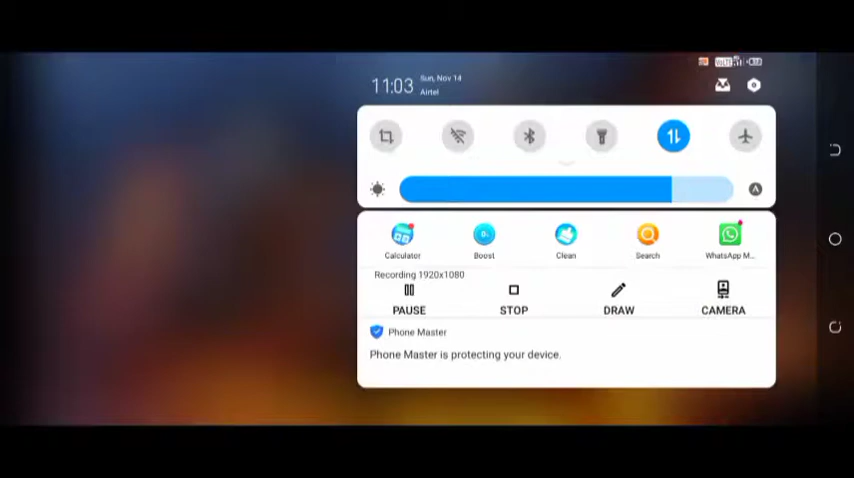 11:03
Sun, Nov 14
Airtel
A
Calculator
Boost
Clean
Search
WhatsApp M...
Recording 1920x1080
PAUSE
STOP
DRAW
CAMERA
Phone Master
Phone Master is protecting your device.